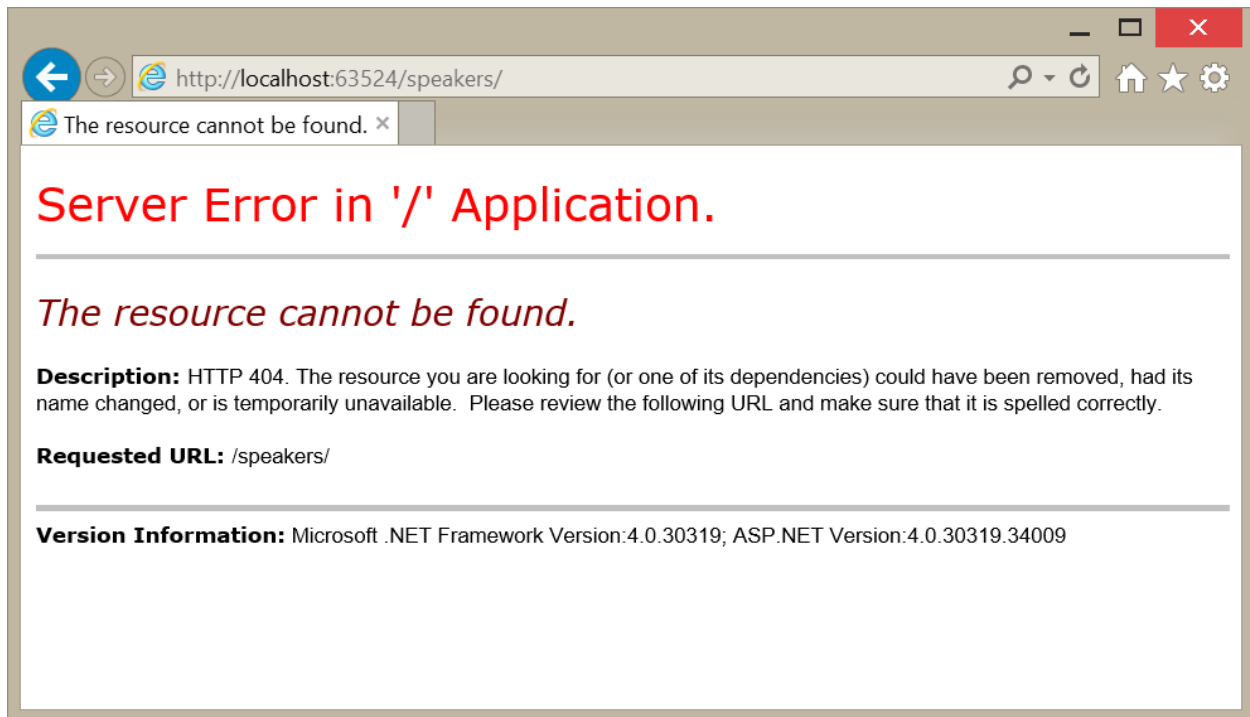 http://localhost:63524/speakers/
The resource cannot be found.
Server Error in '/' Application.
The resource cannot be found.
Description: HTTP 404. The resource you are looking for (or one of its dependencies) could have been removed, had its
name changed, or is temporarily unavailable.  Please review the following URL and make sure that it is spelled correctly.
Requested URL: /speakers/
Version Information: Microsoft .NET Framework Version:4.0.30319; ASP.NET Version:4.0.30319.34009